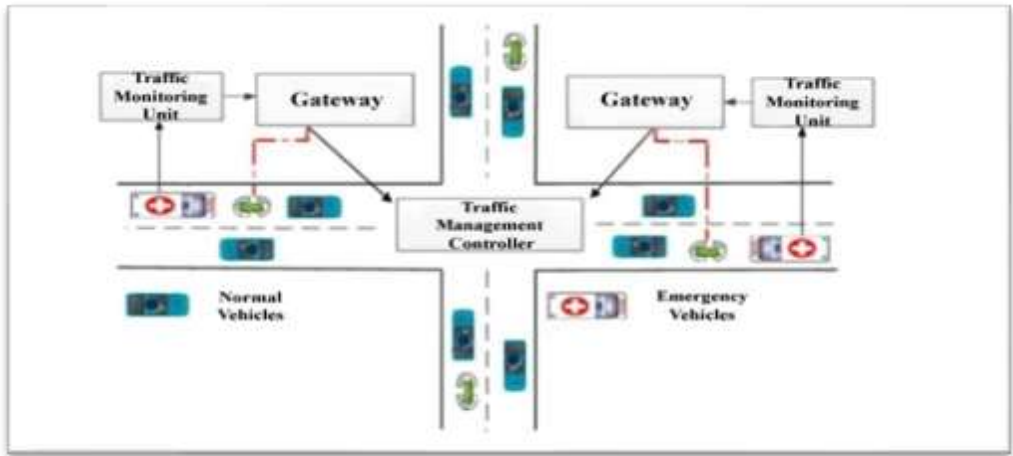 Traffic
Monitoring
Unit
Gateway
Gateway
Traffic
Monitoring
Unit
Traffic
Management
Controller
Normal
Vehicles
Emergency
Vehicles